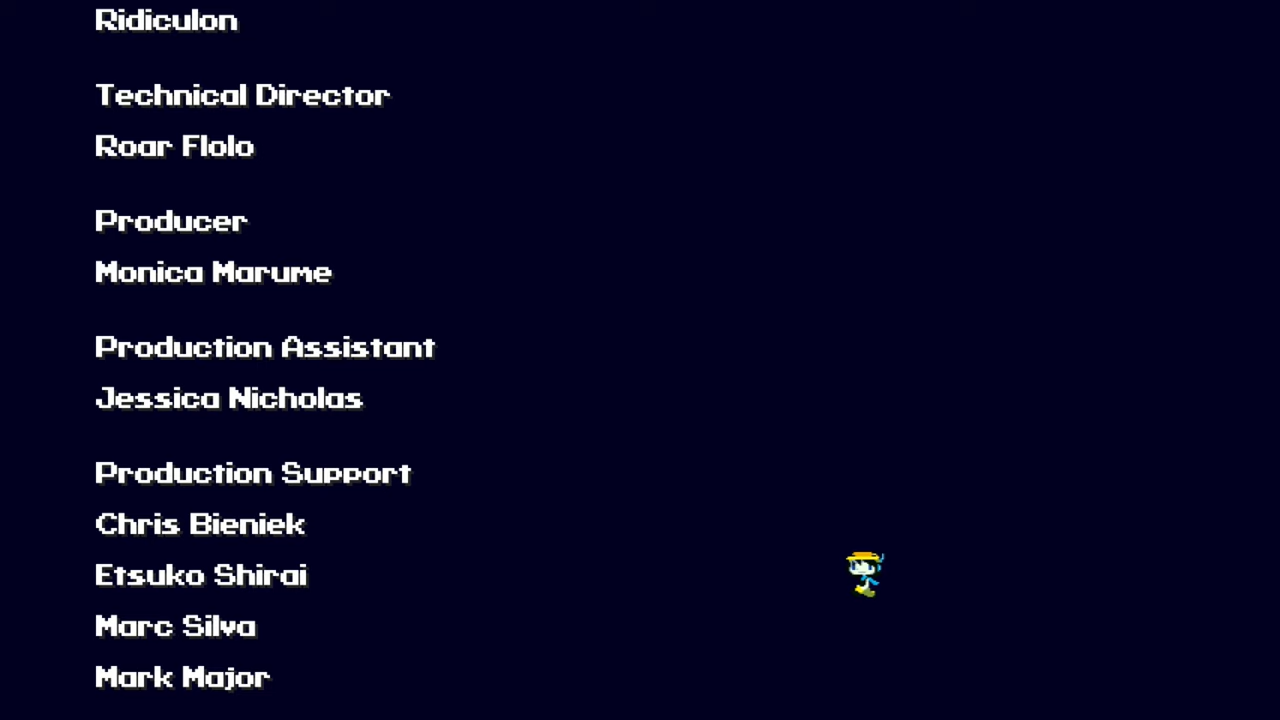 Ridiculon
Technical Director
Roar Flolo
Producer
Monica Marume
Production Assistant
Jessica Nicholas
Production Support
Chris Bieniek
Etsuko Shirai
Marc Silva
Mark Major